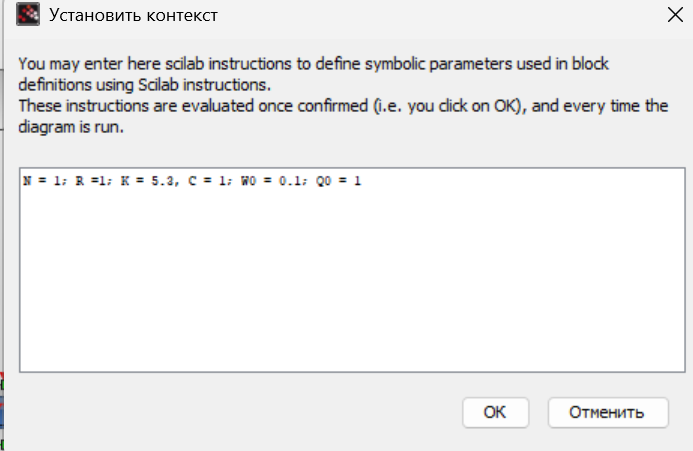 Установить контекст
You may enter here scilab instructions to define symbolic parameters used in block
definitions using Scilab instructions.
These instructions are evaluated once confirmed (i.e. you click on OK), and every time the
diagram is run.
N = 1; R =1; K = 5.3, C = 1; W0 = 0.1; Q0 = 1
OK
Отменить